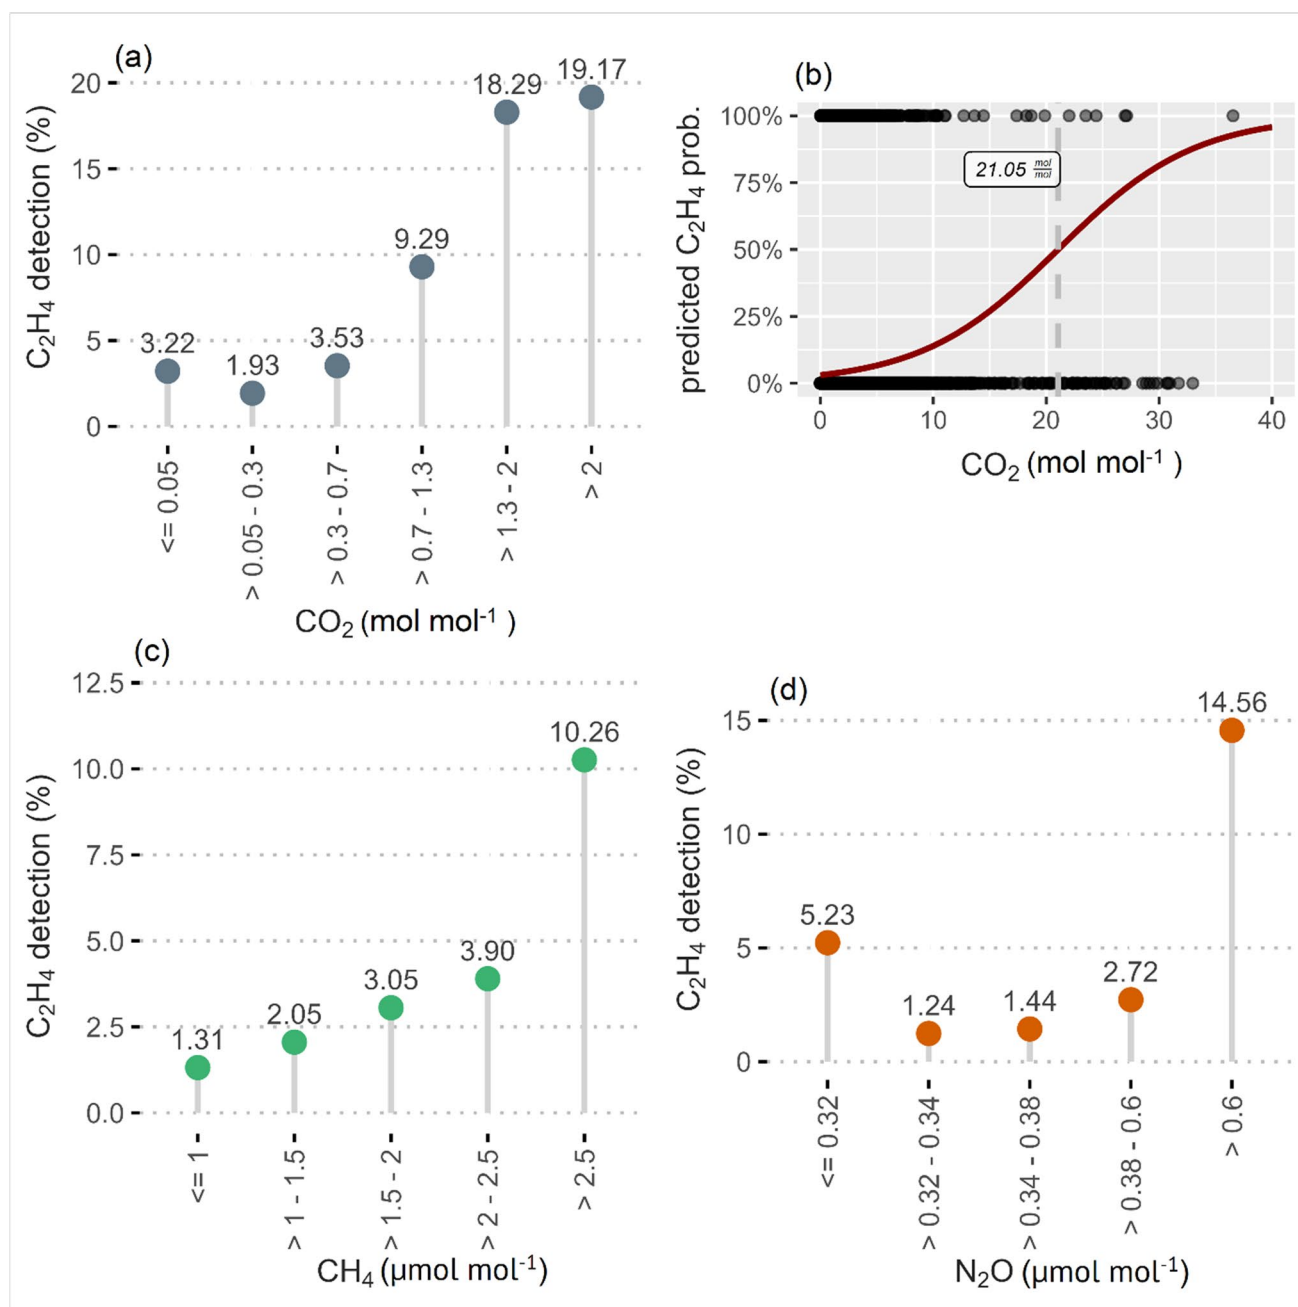 (a)
C₂H₄ detection (%)
20
15
10
5
0
3.22
1.93
3.53
9.29
18.29
19.17
<= 0.05
> 0.05 - 0.3
> 0.3 - 0.7
> 0.7 - 1.3
> 1.3 - 2
> 2
CO₂ (mol mol⁻¹ )
(b)
predicted C₂H₄ prob.
100%
75%
50%
25%
0%
21.05 mol/mol
0
10
20
30
40
CO₂ (mol mol⁻¹ )
(c)
C₂H₄ detection (%)
12.5
10.0
7.5
5.0
2.5
0.0
1.31
2.05
3.05
3.90
10.26
<= 1
> 1 - 1.5
> 1.5 - 2
> 2 - 2.5
> 2.5
CH₄ (µmol mol⁻¹)
(d)
C₂H₄ detection (%)
15
10
5
0
5.23
1.24
1.44
2.72
14.56
<= 0.32
> 0.32 - 0.34
> 0.34 - 0.38
> 0.38 - 0.6
> 0.6
N₂O (µmol mol⁻¹)